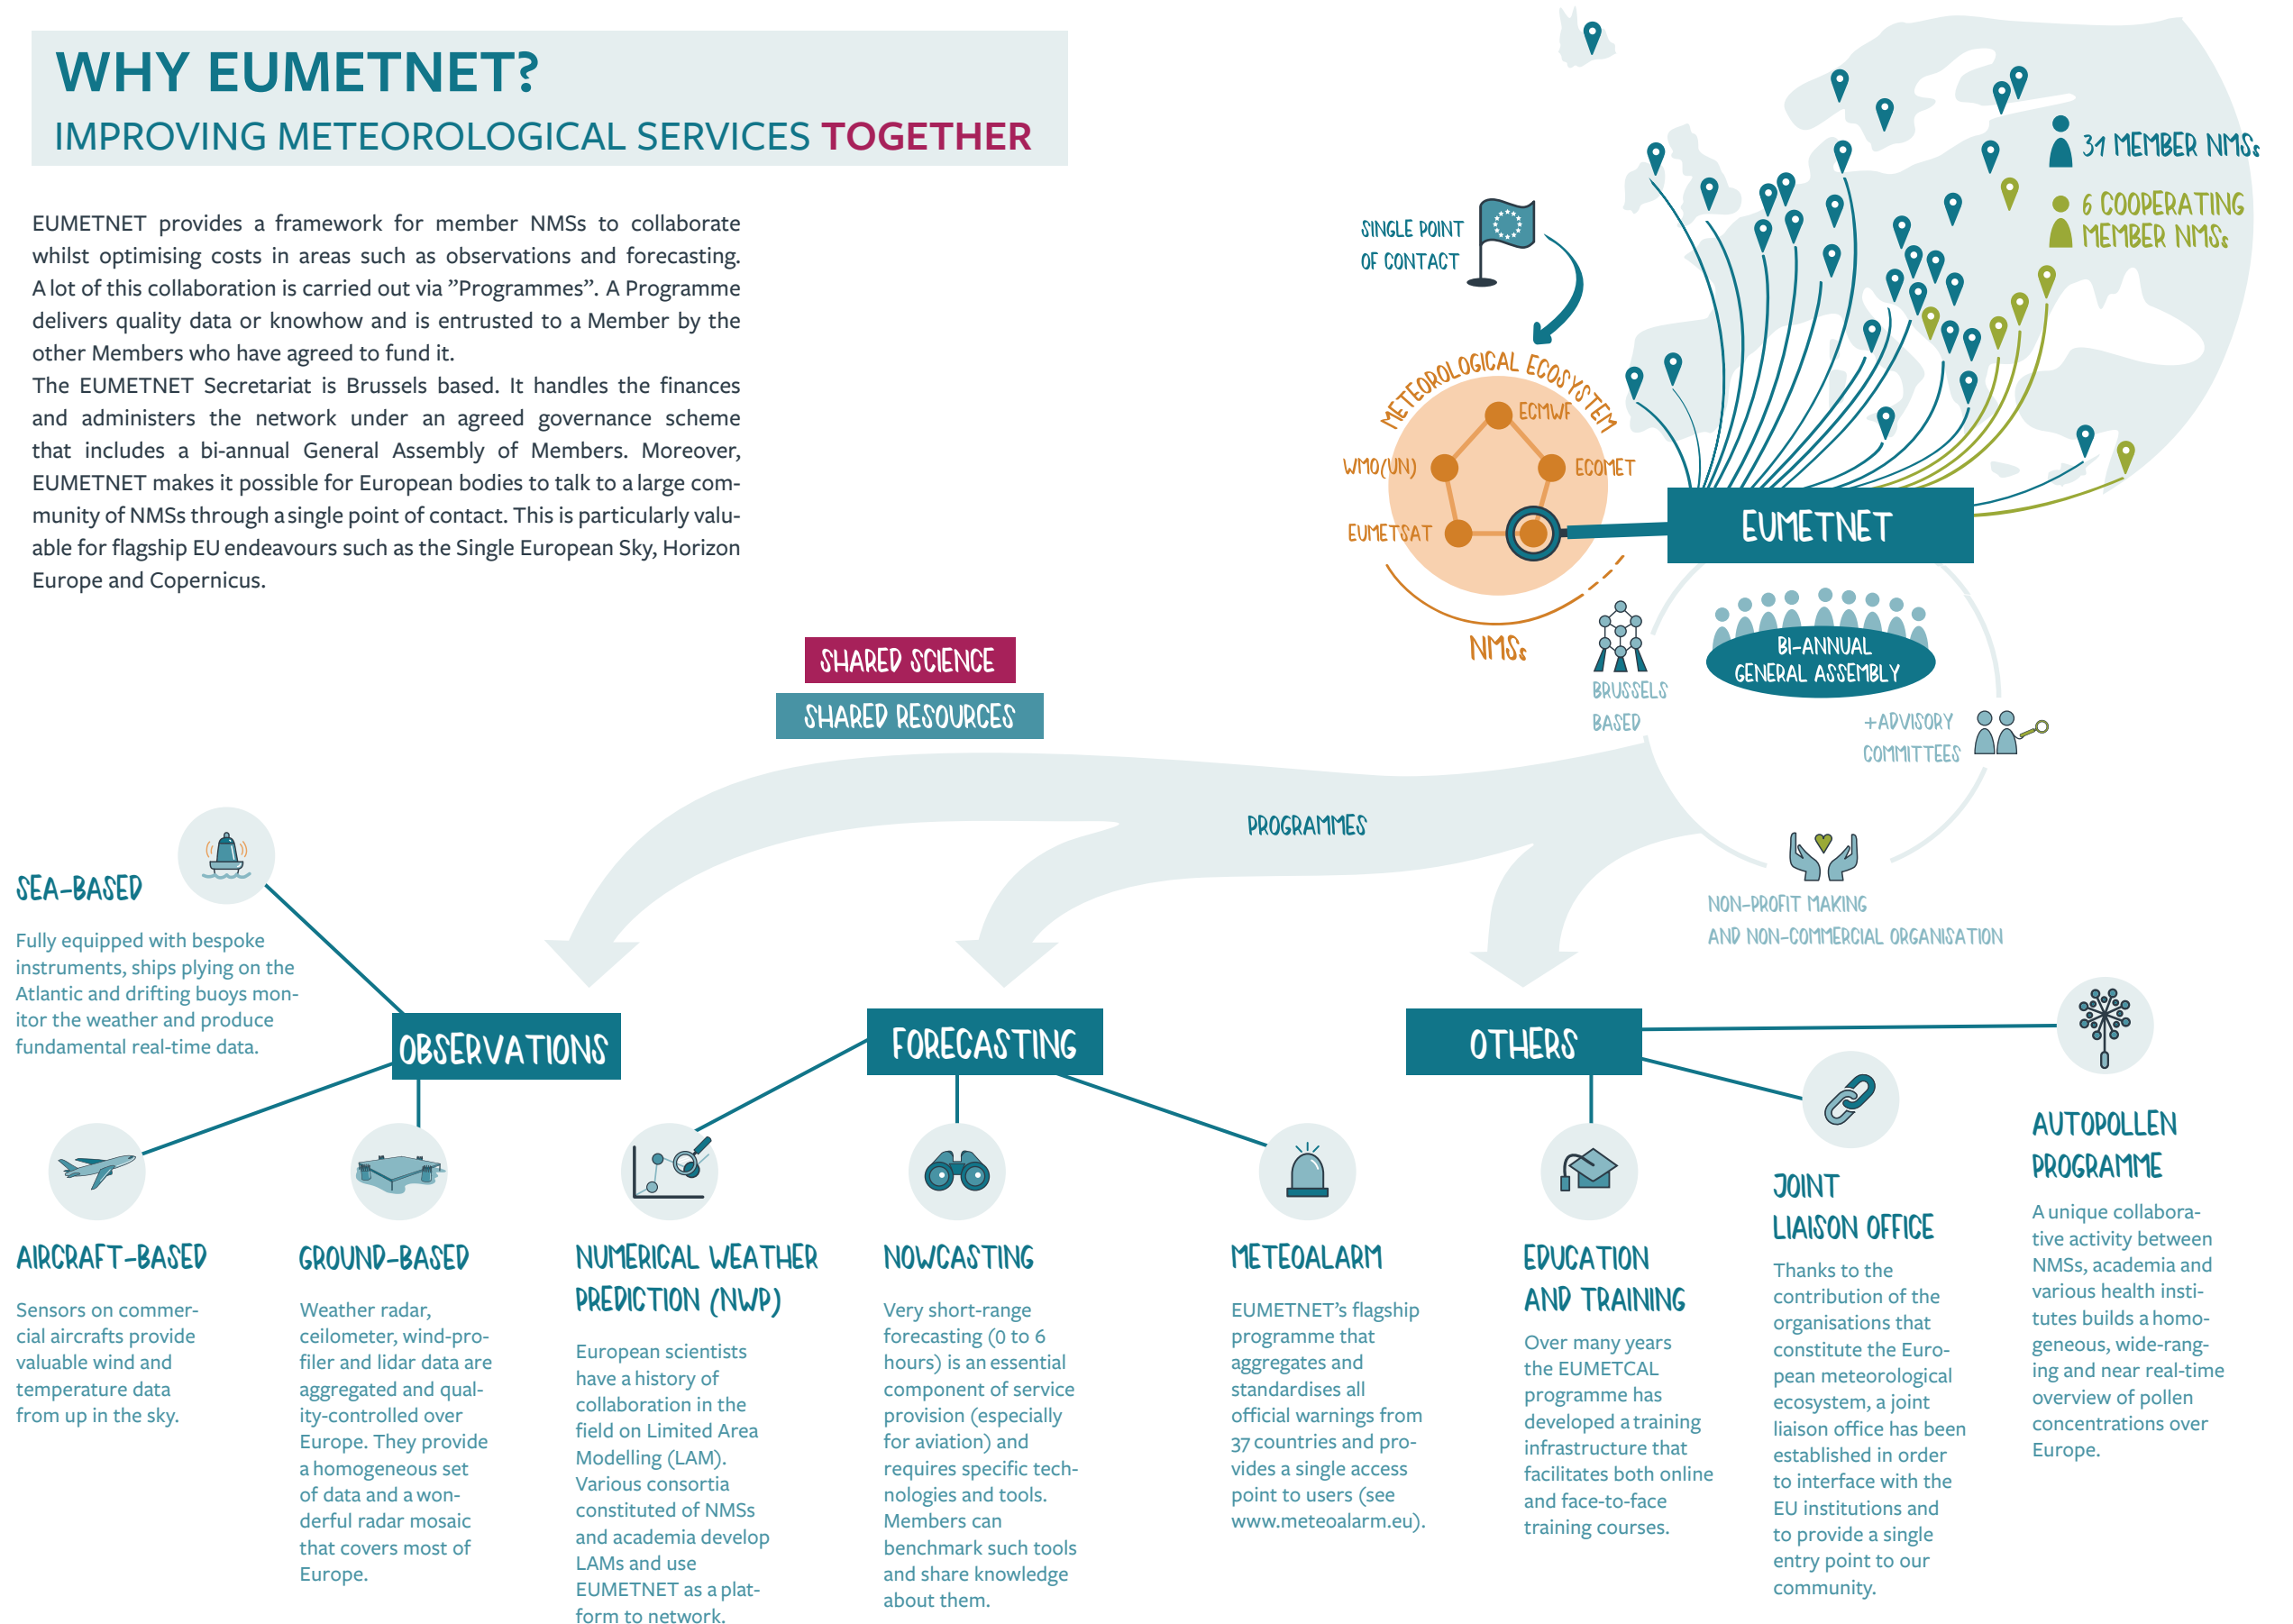 WHY EUMETNET?
IMPROVING METEOROLOGICAL SERVICES TOGETHER
EUMETNET provides a framework for member NMSs to collaborate
whilst optimising costs in areas such as observations and forecasting.
A lot of this collaboration is carried out via ”Programmes”. A Programme
delivers quality data or knowhow and is entrusted to a Member by the
other Members who have agreed to fund it.
The EUMETNET Secretariat is Brussels based. It handles the finances
and administers the network under an agreed governance scheme
that includes a bi-annual General Assembly of Members. Moreover,
EUMETNET makes it possible for European bodies to talk to a large com-
munity of NMSs through a single point of contact. This is particularly valu-
able for flagship EU endeavours such as the Single European Sky, Horizon
Europe and Copernicus.
31 MEMBER NMSs
6 COOPERATING
MEMBER NMSs
SINGLE POINT
OF CONTACT
METEOROLOGICAL ECOSYSTEM
ECMWF
WMO(UN)
ECOMET
EUMETSAT
NMSs
EUMETNET
BI-ANNUAL
GENERAL ASSEMBLY
BRUSSELS
BASED
+ADVISORY
COMMITTEES
NON-PROFIT MAKING
AND NON-COMMERCIAL ORGANISATION
SHARED SCIENCE
SHARED RESOURCES
PROGRAMMES
OBSERVATIONS
FORECASTING
OTHERS
SEA-BASED
Fully equipped with bespoke
instruments, ships plying on the
Atlantic and drifting buoys mon-
itor the weather and produce
fundamental real-time data.
AIRCRAFT-BASED
Sensors on commer-
cial aircrafts provide
valuable wind and
temperature data
from up in the sky.
GROUND-BASED
Weather radar,
ceilometer, wind-pro-
filer and lidar data are
aggregated and qual-
ity-controlled over
Europe. They provide
a homogeneous set
of data and a won-
derful radar mosaic
that covers most of
Europe.
NUMERICAL WEATHER
PREDICTION (NWP)
European scientists
have a history of
collaboration in the
field on Limited Area
Modelling (LAM).
Various consortia
constituted of NMSs
and academia develop
LAMs and use
EUMETNET as a plat-
form to network.
NOWCASTING
Very short-range
forecasting (0 to 6
hours) is an essential
component of service
provision (especially
for aviation) and
requires specific tech-
nologies and tools.
Members can
benchmark such tools
and share knowledge
about them.
METEOALARM
EUMETNET’s flagship
programme that
aggregates and
standardises all
official warnings from
37 countries and pro-
vides a single access
point to users (see
www.meteoalarm.eu).
EDUCATION
AND TRAINING
Over many years
the EUMETCAL
programme has
developed a training
infrastructure that
facilitates both online
and face-to-face
training courses.
JOINT
LIAISON OFFICE
Thanks to the
contribution of the
organisations that
constitute the Euro-
pean meteorological
ecosystem, a joint
liaison office has been
established in order
to interface with the
EU institutions and
to provide a single
entry point to our
community.
AUTOPOLLEN
PROGRAMME
A unique collabora-
tive activity between
NMSs, academia and
various health insti-
tutes builds a homo-
geneous, wide-rang-
ing and near real-time
overview of pollen
concentrations over
Europe.